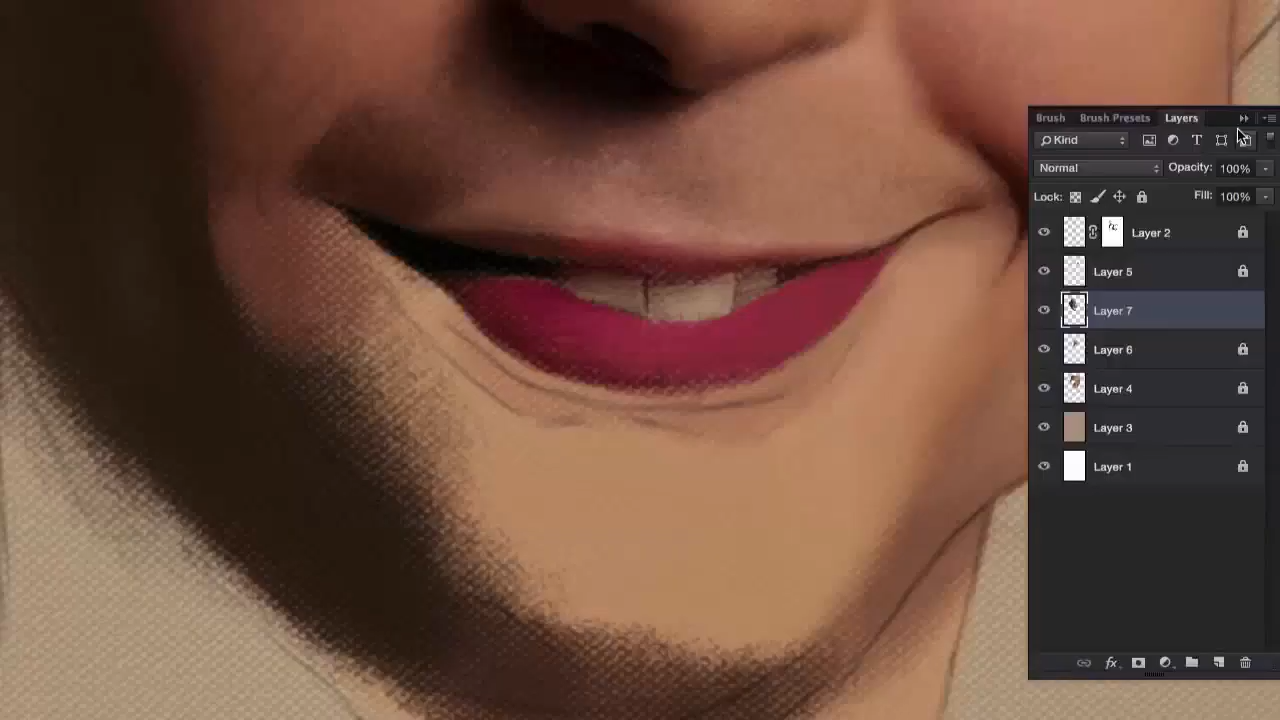 Brush Brush Presets Layers
Kind T
Normal Opacity: 100%
Lock: Fill: 100%
Layer 2
Layer 5
Layer 7
Layer 6
Layer 4
Layer 3
Layer 1
fx